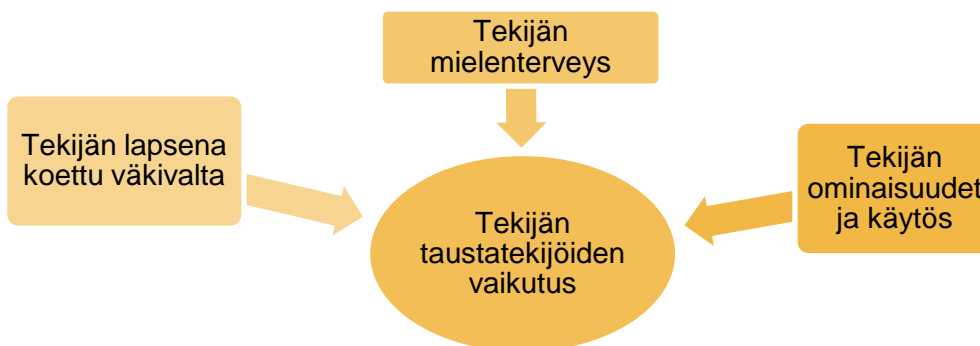 Tekijän
mielenterveys
Tekijän lapsena
koettu väkivalta
Tekijän
ominaisuudet
ja käytös
Tekijän
taustatekijöiden
vaikutus